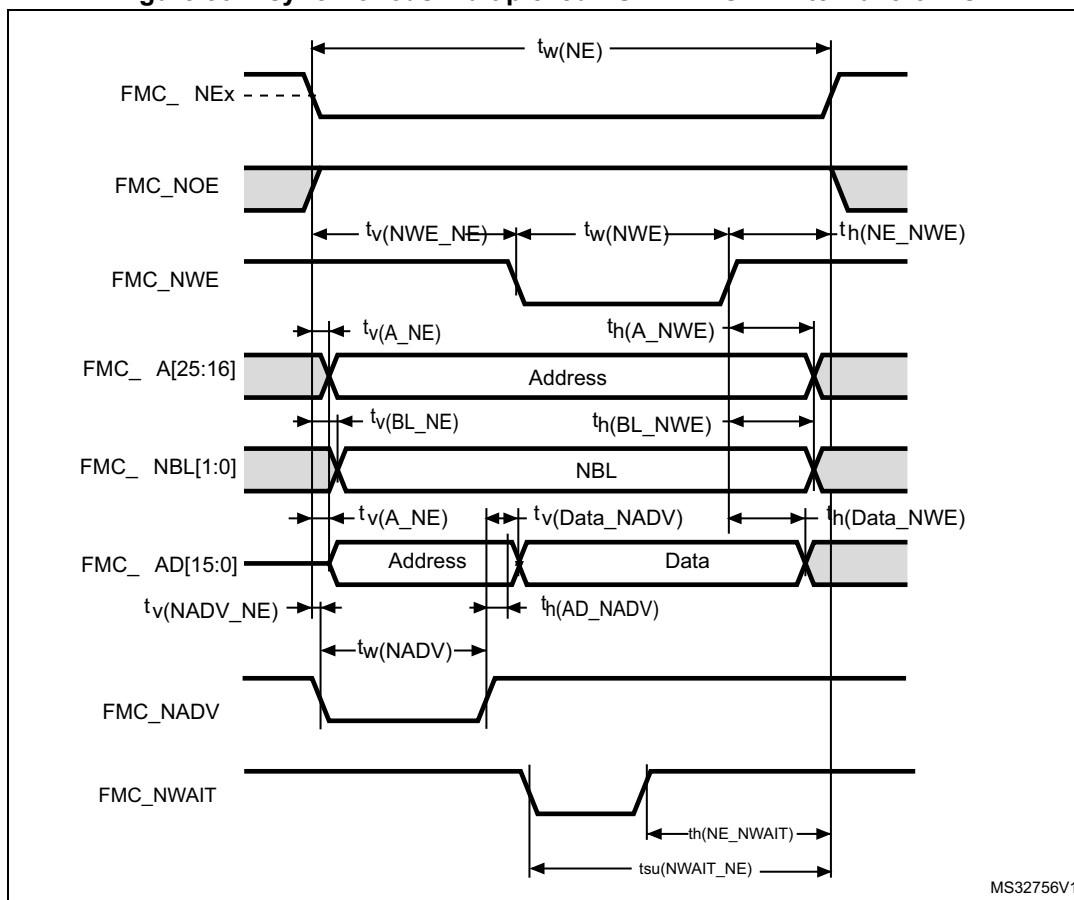 tw(NE)
FMC_ NEx
FMC_NOE
tv(NWE_NE)
tw(NWE)
th(NE_NWE)
FMC_NWE
tv(A_NE)
th(A_NWE)
FMC_ A[25:16]
Address
tv(BL_NE)
th(BL_NWE)
FMC_ NBL[1:0]
NBL
tv(A_NE)
tv(Data_NADV)
th(Data_NWE)
FMC_ AD[15:0]
Address
Data
tv(NADV_NE)
th(AD_NADV)
tw(NADV)
FMC_NADV
FMC_NWAIT
th(NE_NWAIT)
tsu(NWAIT_NE)
MS32756V1